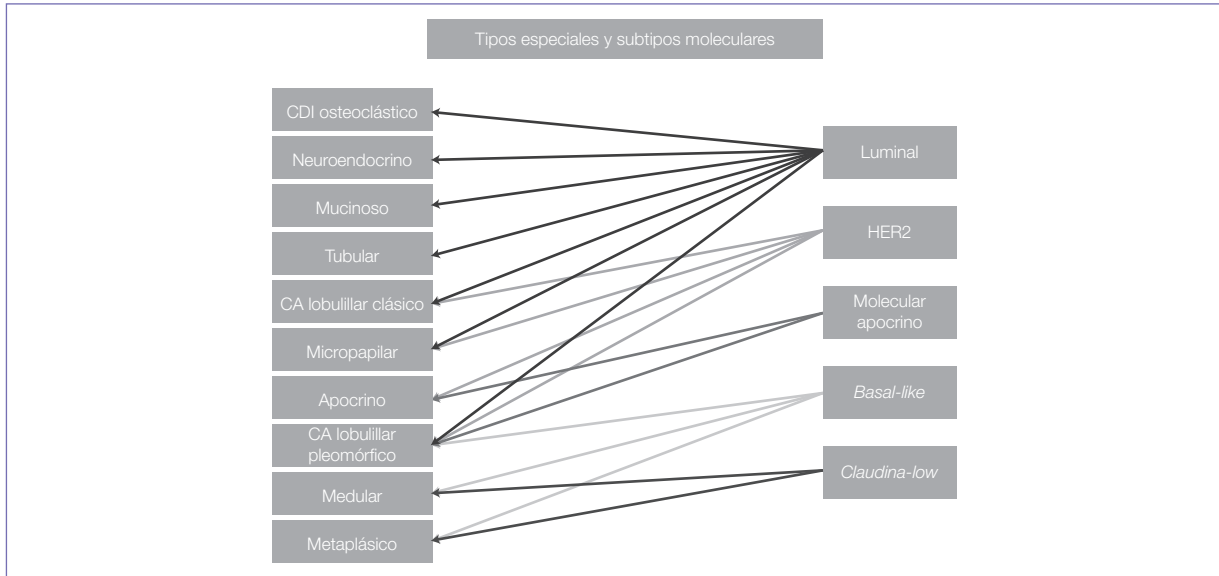 Tipos especiales y subtipos moleculares
CDI osteoclástico
Neuroendocrino
Mucinoso
Tubular
CA lobulillar clásico
Micropapilar
Apocrino
CA lobulillar
pleomórfico
Medular
Metaplásico
Luminal
HER2
Molecular
apocrino
Basal-like
Claudina-low